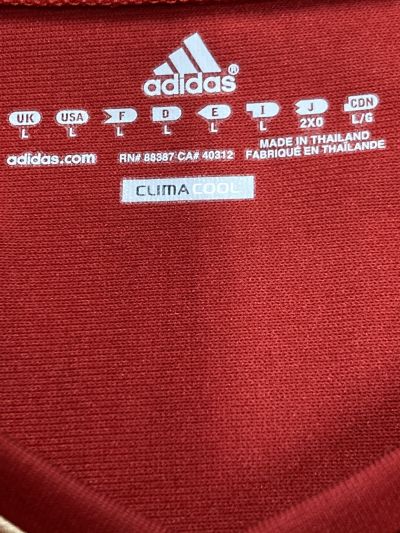 adidas®
UK USA F D E I J CDN
L L L L L L 2XO L/G
adidas.com RN# 88387 CA# 40312 MADE IN THAILAND
FABRIQUÉ EN THAÏLANDE
CLIMACOOL